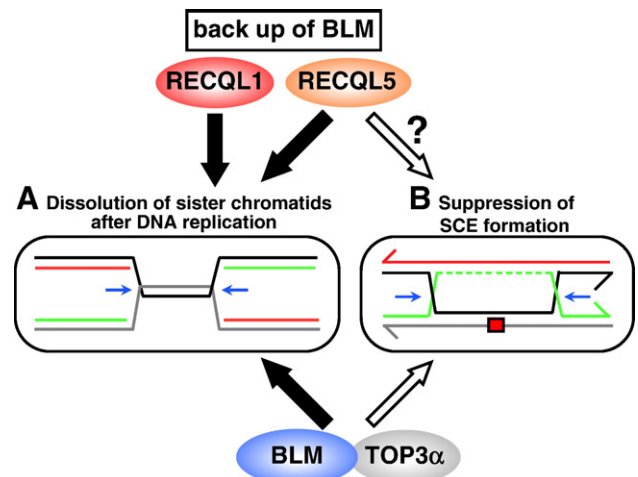 back up of BLM
RECQL1
RECQL5
?
A Dissolution of sister chromatids
after DNA replication
B Suppression of
SCE formation
BLM
TOP3α